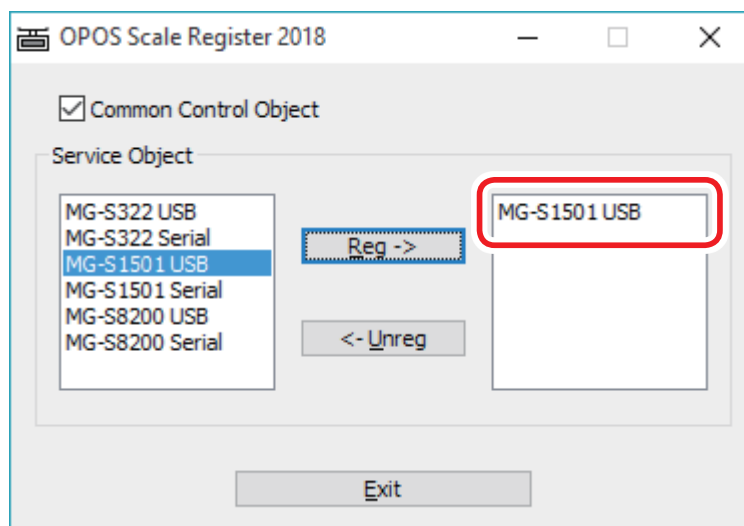 OPOS Scale Register 2018
Common Control Object
Service Object
MG-S322 USB
MG-S322 Serial
MG-S1501 USB
MG-S1501 Serial
MG-S8200 USB
MG-S8200 Serial
Reg ->
<- Unreg
MG-S1501 USB
Exit